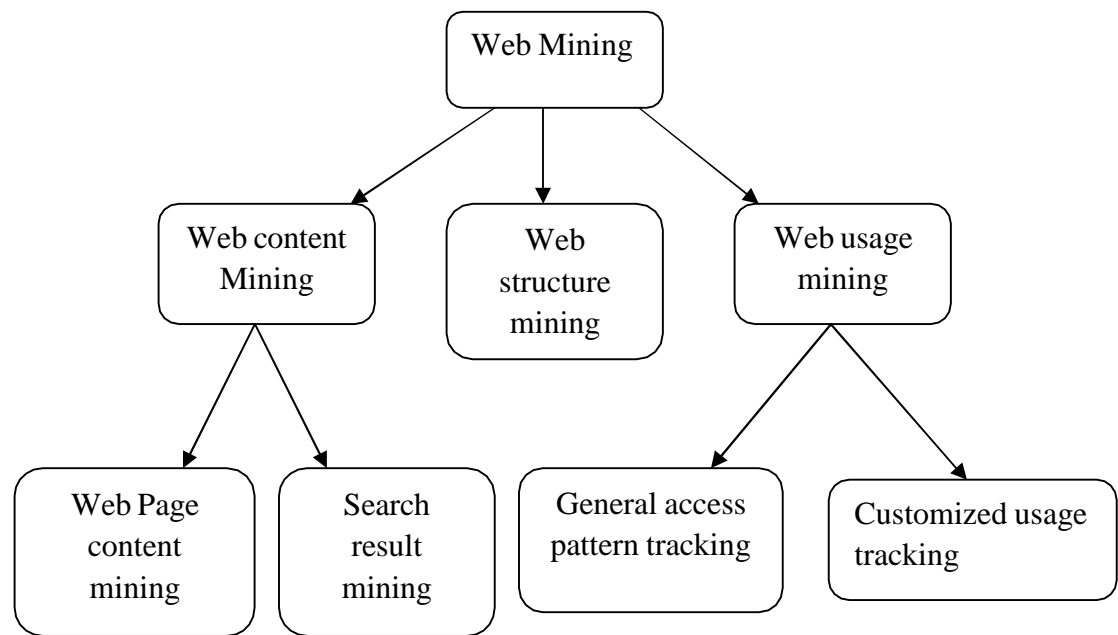 Web Mining
Web content
Mining
Web
structure
mining
Web usage
mining
Web Page
content
mining
Search
result
mining
General access
pattern tracking
Customized usage
tracking